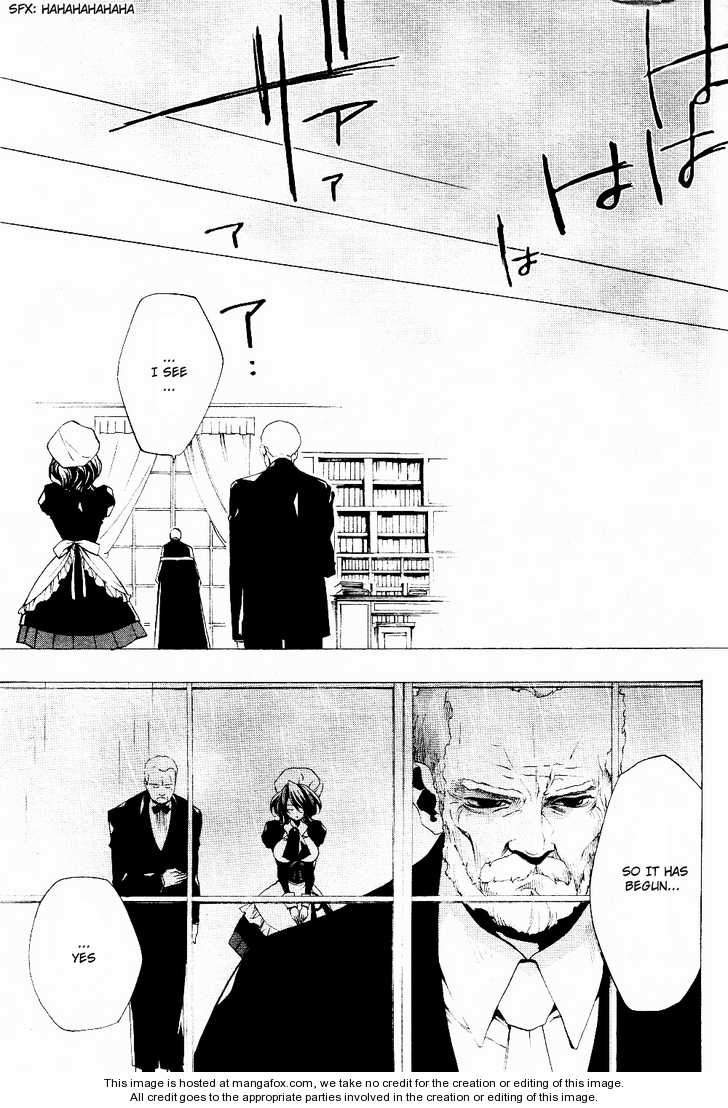 SFX: HAHAHAHAHAHA
はははは
ザアアアア…
...
I SEE
...
SO IT HAS
BEGUN...
...
YES
This image is hosted at mangafox.com, we take no credit for the creation or editing of this image.
All credit goes to the appropriate parties involved in the creation or editing of this image.